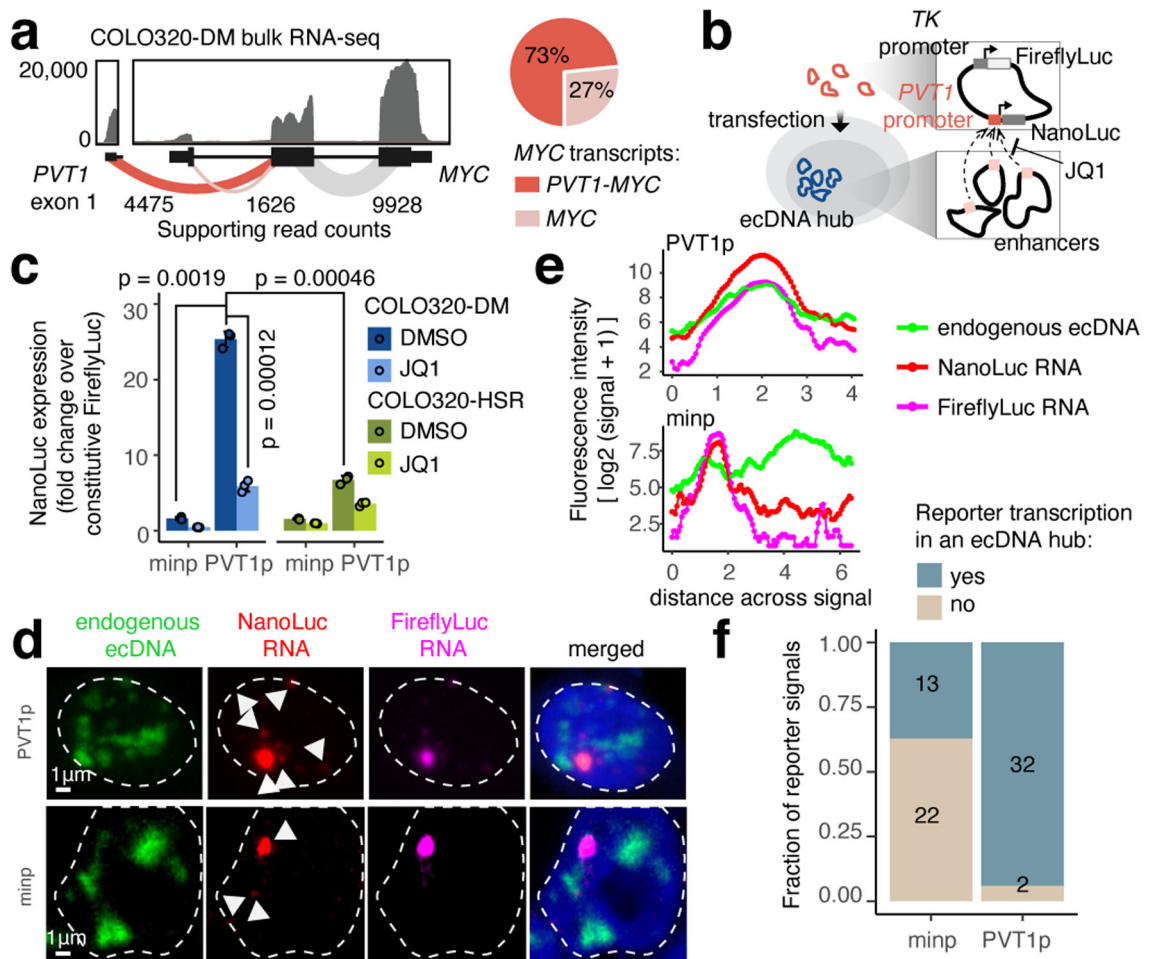 a
COLO320-DM bulk RNA-seq
20,000
0
PVT1
exon 1
MYC
4475
1626
9928
Supporting read counts
73%
27%
MYC transcripts:
PVT1-MYC
MYC
b
TK
promoter
FireflyLuc
PVT1
promoter
NanoLuc
transfection
JQ1
ecDNA hub
enhancers
c
p = 0.0019
p = 0.00046
p = 0.00012
NanoLuc expression
(fold change over
constitutive FireflyLuc)
30
20
10
0
minp
PVT1p
minp
PVT1p
COLO320-DM
DMSO
JQ1
COLO320-HSR
DMSO
JQ1
e
PVT1p
Fluorescence intensity
[ log2 (signal + 1)) ]
10
8
6
4
2
0
1
2
3
4
minp
7.5
5.0
2.5
0
2
4
6
distance across signal
endogenous ecDNA
NanoLuc RNA
FireflyLuc RNA
d
endogenous
ecDNA
NanoLuc
RNA
FireflyLuc
RNA
merged
PVT1p
1μm
minp
1μm
Reporter transcription
in an ecDNA hub:
yes
no
f
Fraction of reporter signals
1.00
0.75
0.50
0.25
0.00
13
22
32
2
minp
PVT1p